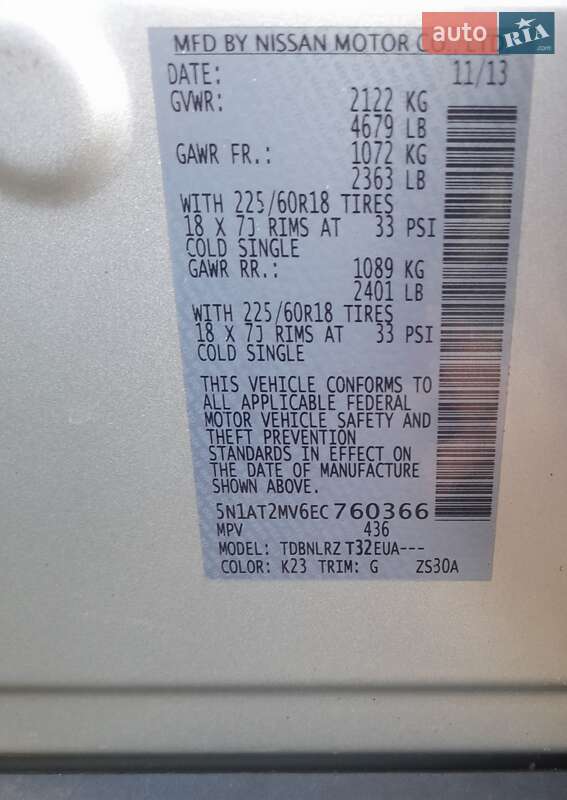 auto RIA.com
MFD BY NISSAN MOTOR CO., LTD
DATE: 11/13
GVWR: 2122 KG
4679 LB
GAWR FR.: 1072 KG
2363 LB
WITH 225/60R18 TIRES
18 X 7J RIMS AT 33 PSI
COLD SINGLE
GAWR RR.: 1089 KG
2401 LB
WITH 225/60R18 TIRES
18 X 7J RIMS AT 33 PSI
COLD SINGLE
THIS VEHICLE CONFORMS TO
ALL APPLICABLE FEDERAL
MOTOR VEHICLE SAFETY AND
THEFT PREVENTION
STANDARDS IN EFFECT ON
THE DATE OF MANUFACTURE
SHOWN ABOVE.
5N1AT2MV6EC760366
MPV 436
MODEL: TDBNLRZ T32EUA---
COLOR: K23 TRIM: G ZS30A